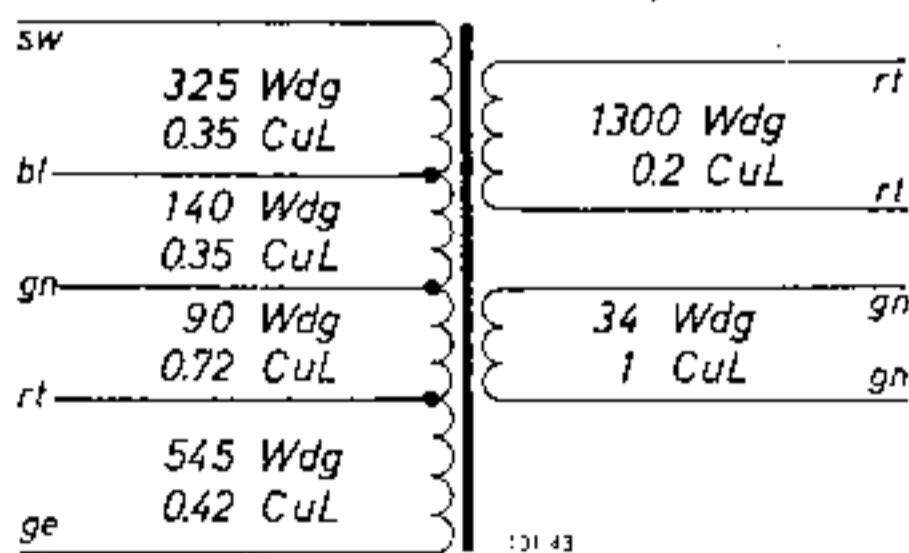 sw
325 Wdg
0.35 CuL
bl
140 Wdg
0.35 CuL
gn
90 Wdg
0.72 CuL
rt
545 Wdg
0.42 CuL
ge
rt
1300 Wdg
0.2 CuL
rt
gn
34 Wdg
1 CuL
gn